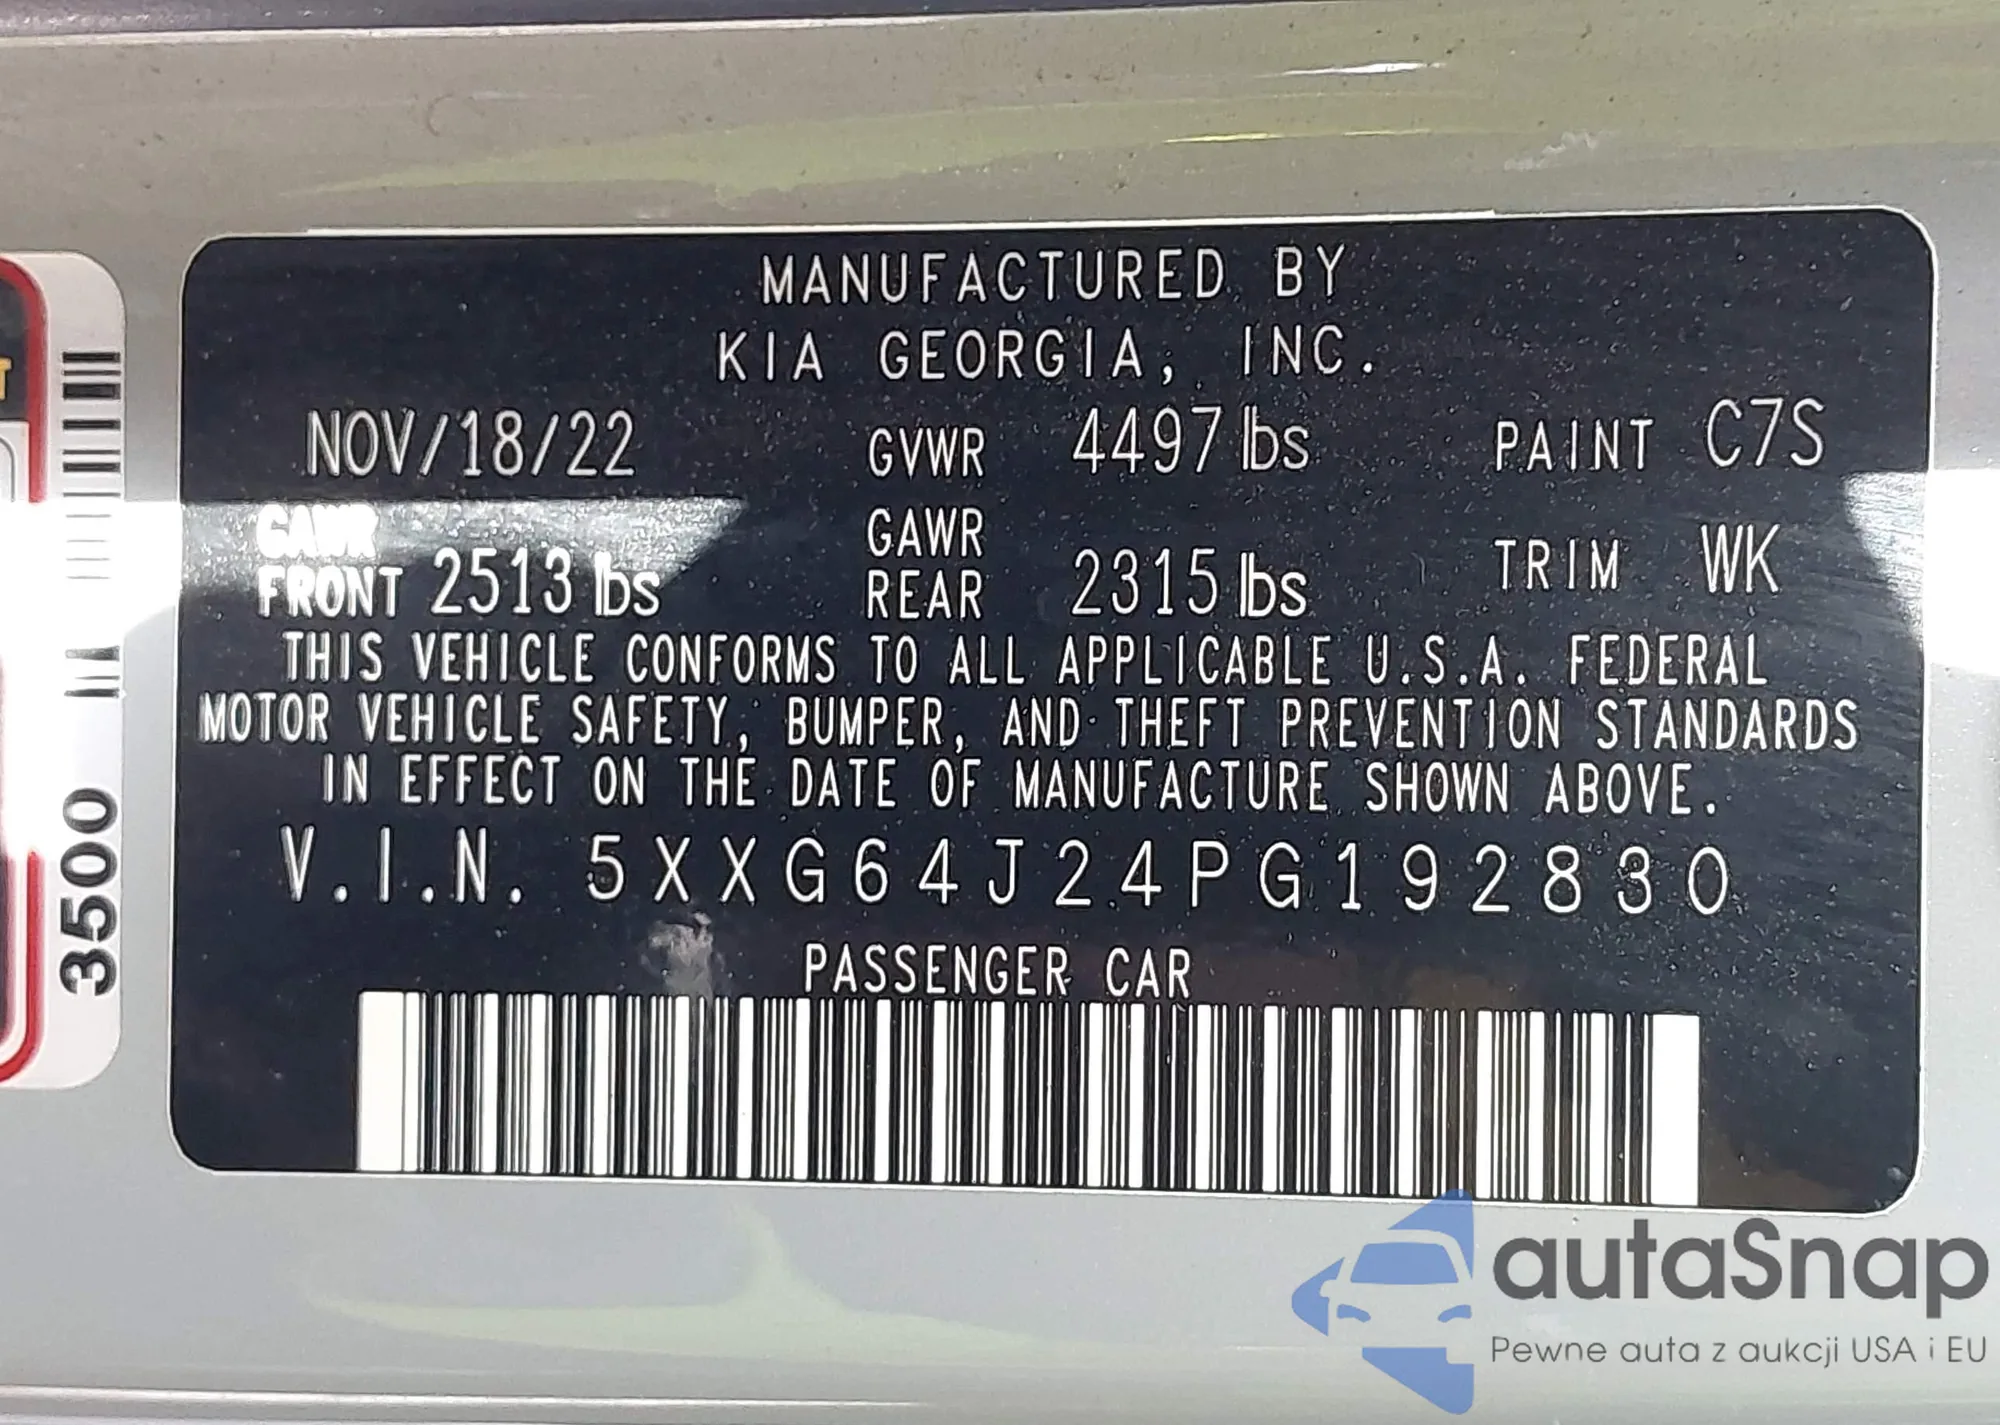 MANUFACTURED BY
KIA GEORGIA, INC.
NOV/18/22 GVWR 4497 lbs PAINT C7S
GAWR FRONT 2513 lbs GAWR REAR 2315 lbs TRIM WK
THIS VEHICLE CONFORMS TO ALL APPLICABLE U.S.A. FEDERAL
MOTOR VEHICLE SAFETY, BUMPER, AND THEFT PREVENTION STANDARDS
IN EFFECT ON THE DATE OF MANUFACTURE SHOWN ABOVE.
V.I.N. 5XXG64J24PG192830
PASSENGER CAR
3500
autaSnap
Pewne auta z aukcji USA i EU